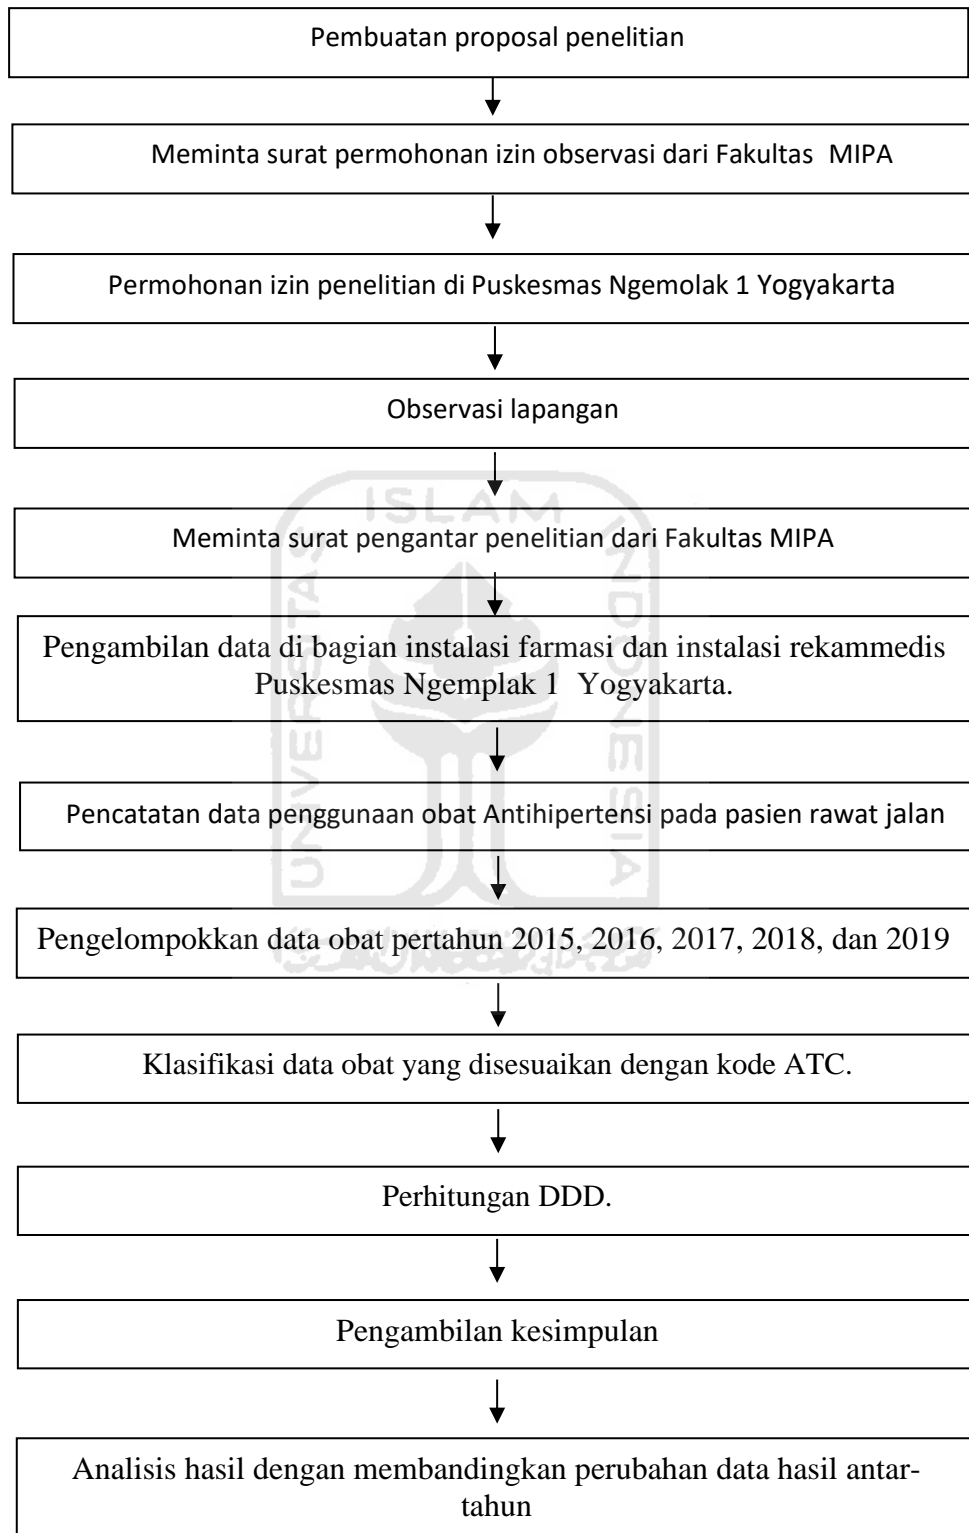 Pembuatan proposal penelitian
Meminta surat permohonan izin observasi dari Fakultas MIPA
Permohonan izin penelitian di Puskesmas Ngemolak 1 Yogyakarta
Observasi lapangan
ISLAM
UNIVERSITAS
INDONESIA
Meminta surat pengantar penelitian dari Fakultas MIPA
Pengambilan data di bagian instalasi farmasi dan instalasi rekammedis
Puskesmas Ngemplak 1 Yogyakarta.
Pencatatan data penggunaan obat Antihipertensi pada pasien rawat jalan
Pengelompokkan data obat pertahun 2015, 2016, 2017, 2018, dan 2019
Klasifikasi data obat yang disesuaikan dengan kode ATC.
Perhitungan DDD.
Pengambilan kesimpulan
Analisis hasil dengan membandingkan perubahan data hasil antar-
tahun